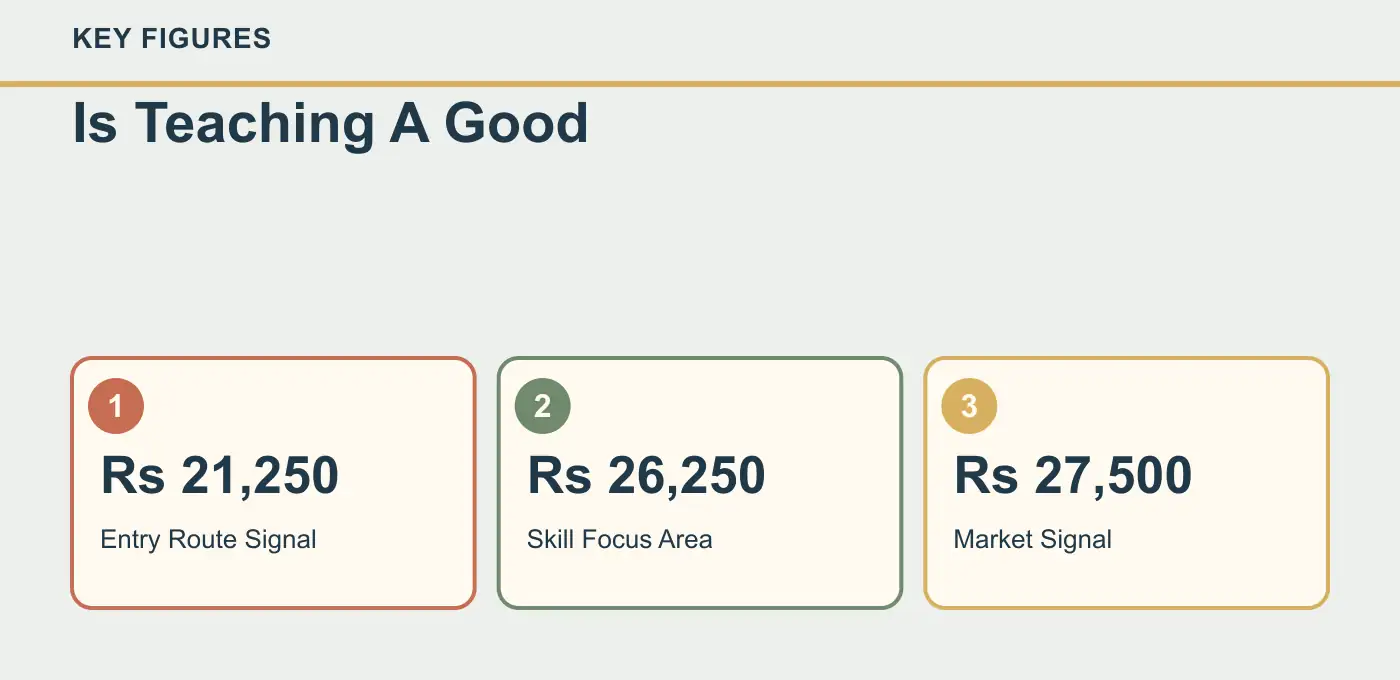 KEY FIGURES
Is Teaching A Good
1
Rs 21,250
Entry Route Signal
2
Rs 26,250
Skill Focus Area
3
Rs 27,500
Market Signal